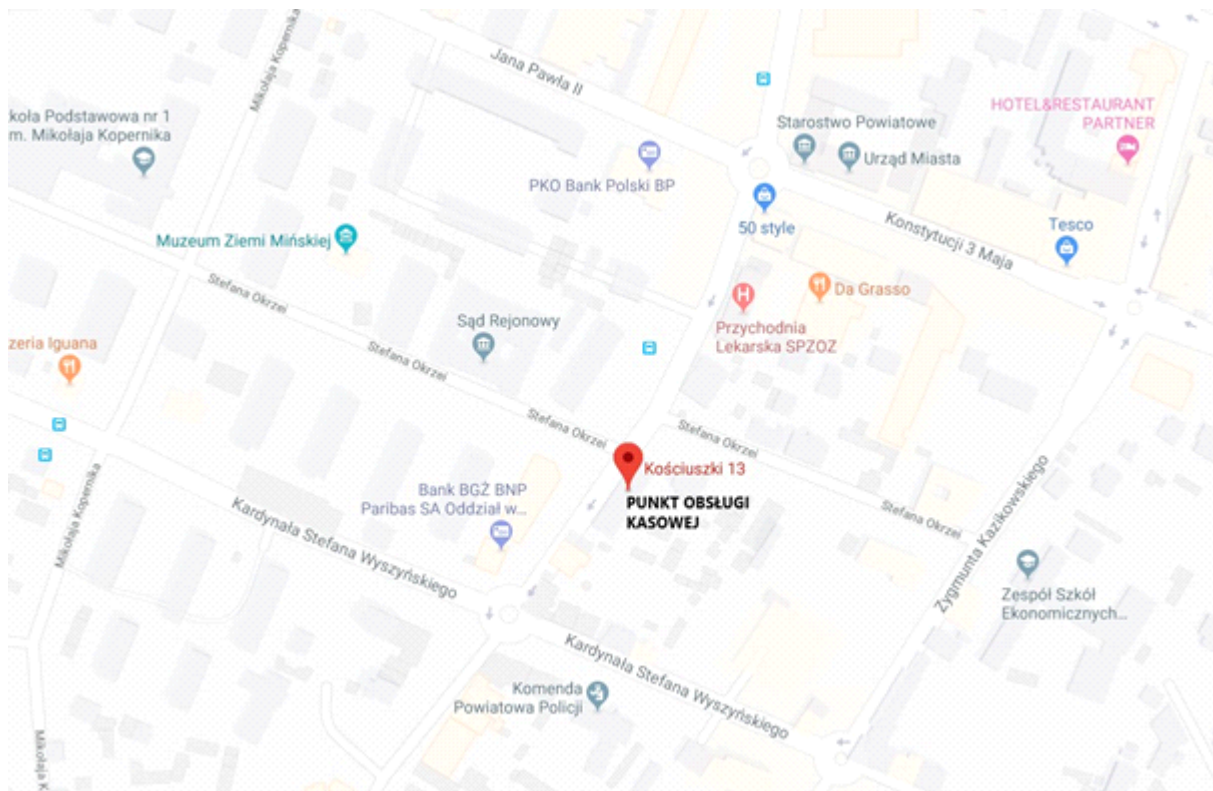 Jana Pawła II
Mikołaja Kopernika
koła Podstawowa nr 1
m. Mikołaja Kopernika
HOTEL&RESTAURANT
PARTNER
Starostwo Powiatowe
Urząd Miasta
PKO Bank Polski BP
50 style
Konstytucji 3 Maja
Tesco
Muzeum Ziemi Mińskiej
Stefana Okrzei
Da Grasso
Przychodnia
Lekarska SPZOZ
Sąd Rejonowy
zeria Iguana
Stefana Okrzei
Stefana Okrzei
Stefana Okrzei
Kościuszki 13
PUNKT OBSŁUGI
KASOWEJ
Bank BGŻ BNP
Paribas SA Oddział w...
Mikołaja Kopernika
Kardynała Stefana Wyszyńskiego
Stefana Okrzei
Zygmunta Kazikowskiego
Zespół Szkół
Ekonomicznych...
Kardynała Stefana Wyszyńskiego
Komenda
Powiatowa Policji
Mikołaja K